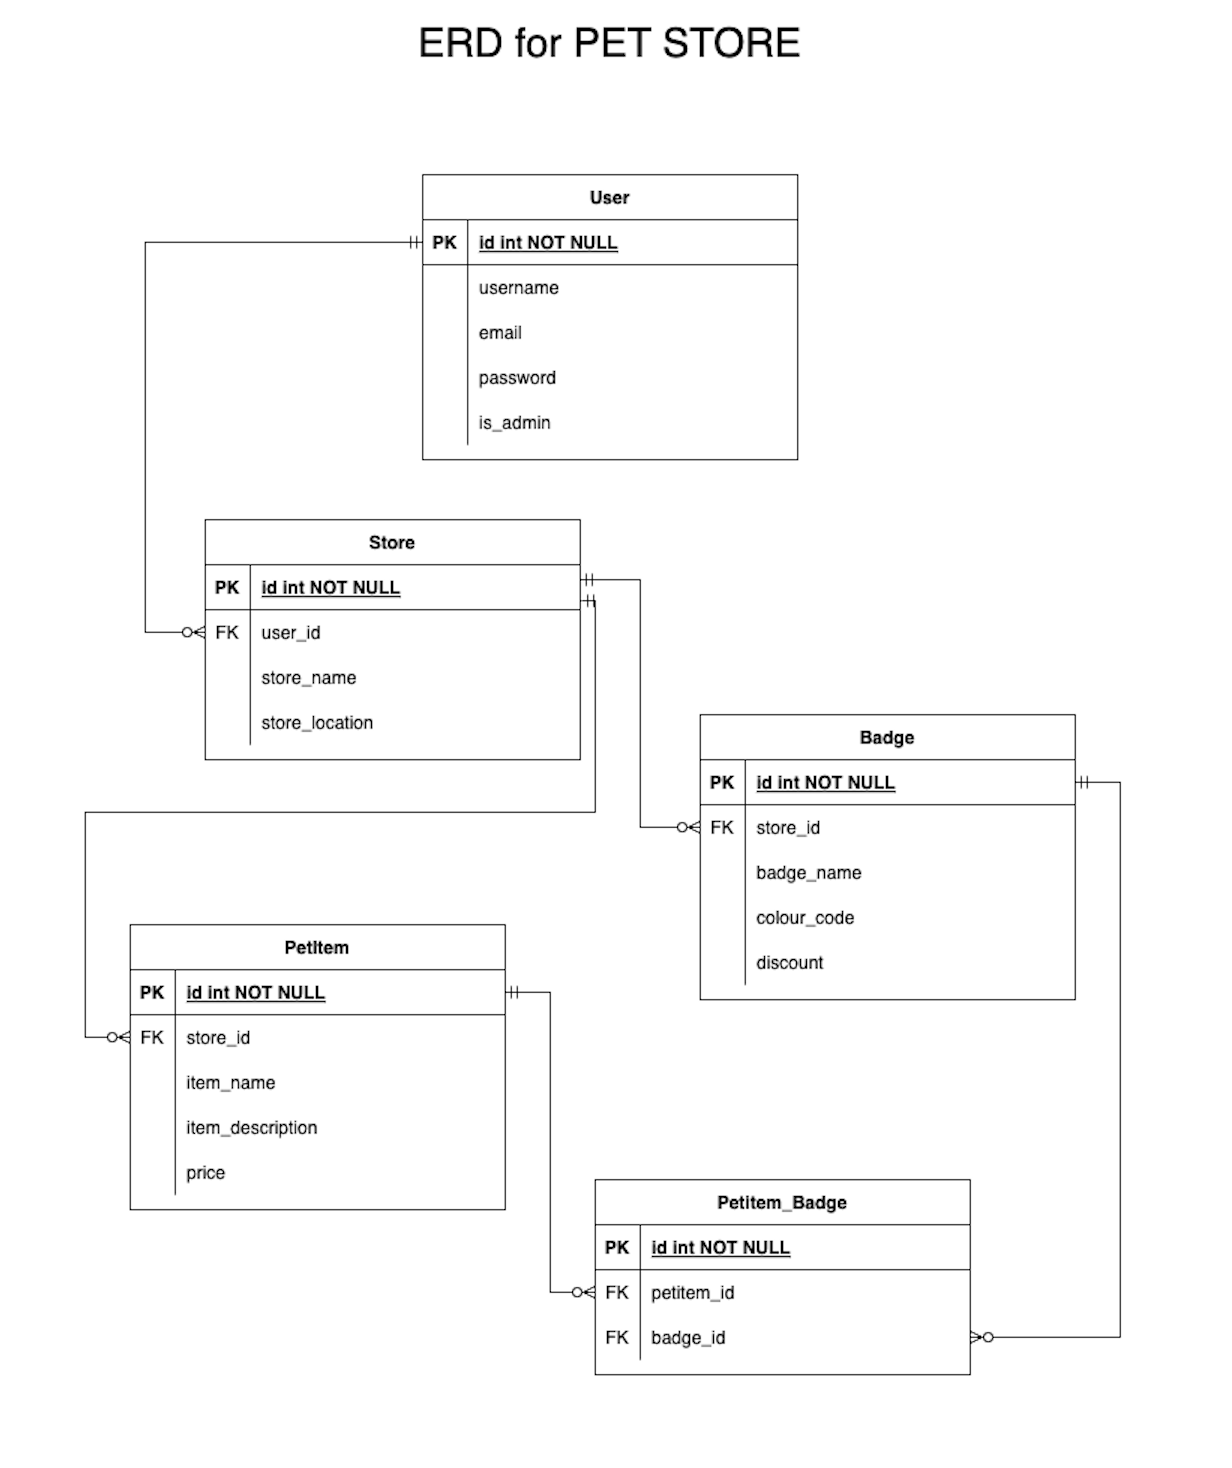 ERD for PET STORE
User
PK id int NOT NULL
username
email
password
is_admin
Store
PK id int NOT NULL
FK user_id
store_name
store_location
Badge
PK id int NOT NULL
FK store_id
badge_name
colour_code
discount
PetItem
PK id int NOT NULL
FK store_id
item_name
item_description
price
Petitem_Badge
PK id int NOT NULL
FK petitem_id
FK badge_id